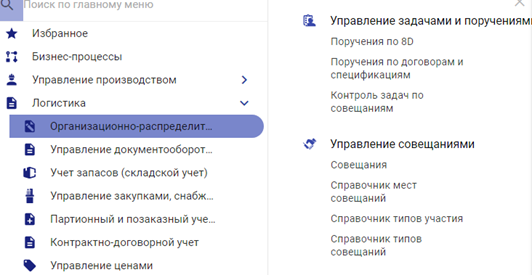 Поиск по главному меню
Избранное
Бизнес-процессы
Управление производством
Логистика
Организационно-распределит...
Управление документооборот...
Учет запасов (складской учет)
Управление закупками, снабж...
Партионный и позаказный уче...
Контрактно-договорной учет
Управление ценами
Управление задачами и поручениям
Поручения по 8D
Поручения по договорам и
спецификациям
Контроль задач по
совещаниям
Управление совещаниями
Совещания
Справочник мест
совещаний
Справочник типов участия
Справочник типов
совещаний